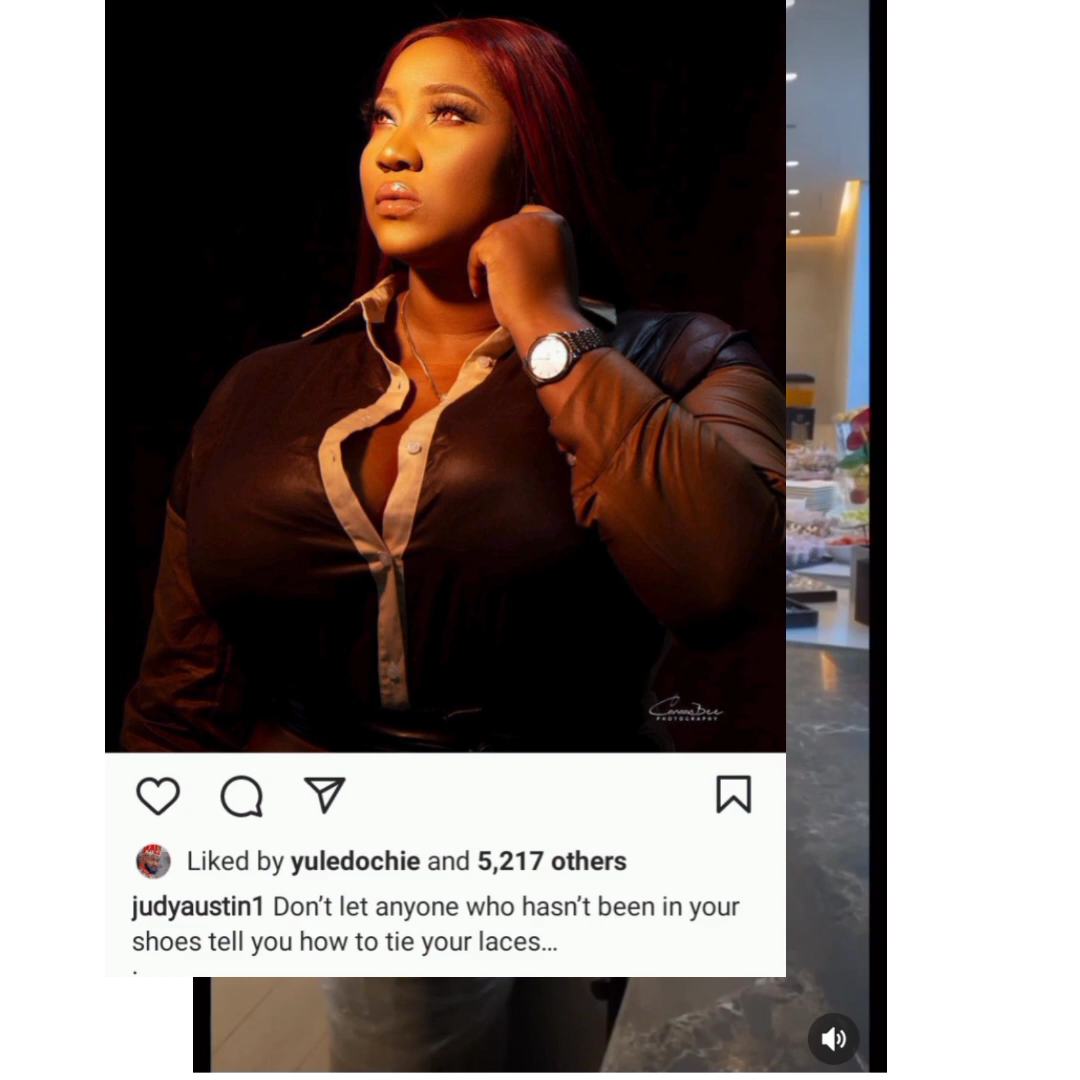 PHOTOGRAPHY
Liked by yuledochie and 5,217 others
judyaustin1 Don’t let anyone who hasn’t been in your
shoes tell you how to tie your laces...
.